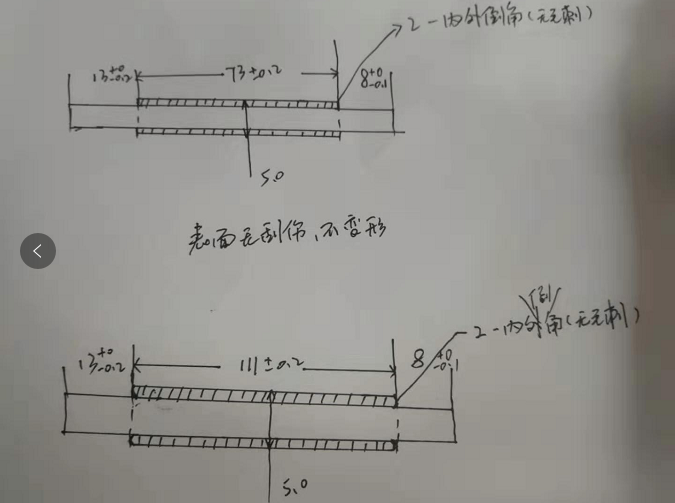 2-内外倒角(无毛刺)
13+0-0.2 73±0.2 8+0-0.1
5.0
表面无刮伤、不变形
倒
2-内外角(无毛刺)
13+0-0.2 111±0.2 8+0-0.1
5.0